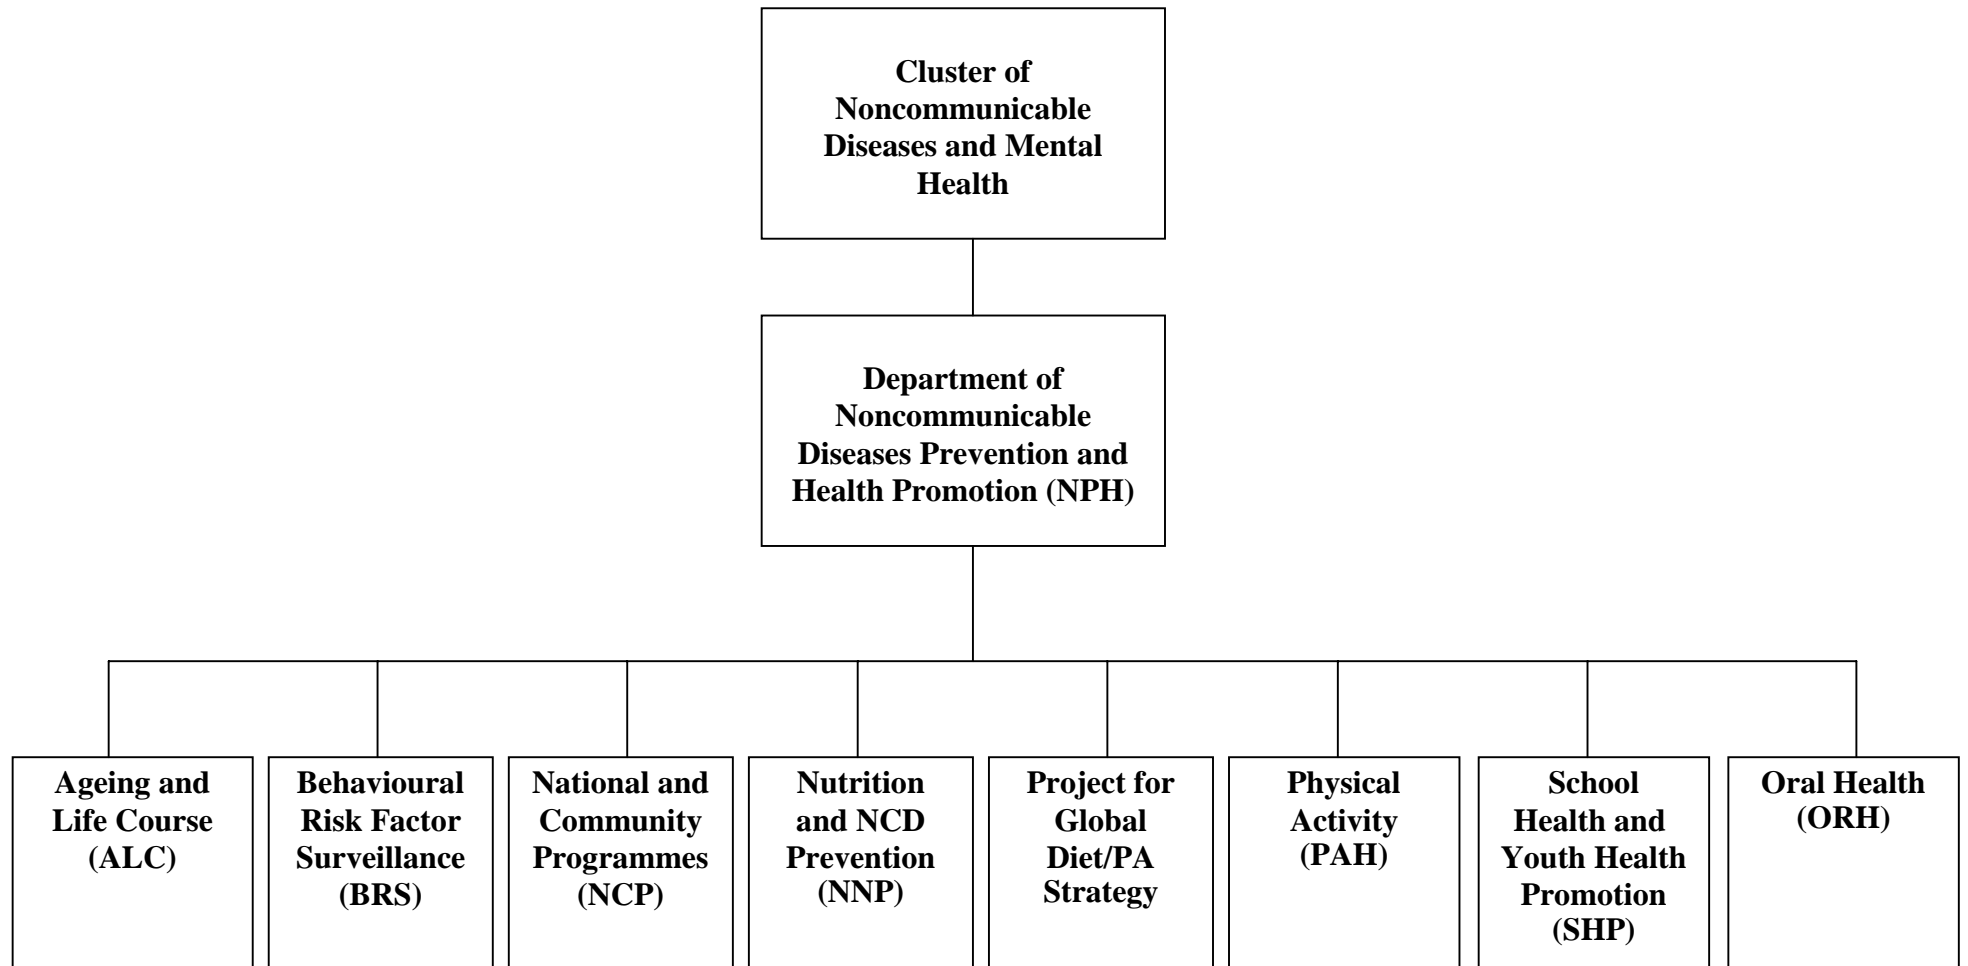 Cluster of
Noncommunicable
Diseases and Mental
Health
Department of
Noncommunicable
Diseases Prevention and
Health Promotion (NPH)
Ageing and
Life Course
(ALC)
Behavioural
Risk Factor
Surveillance
(BRS)
National and
Community
Programmes
(NCP)
Nutrition
and NCD
Prevention
(NNP)
Project for
Global
Diet/PA
Strategy
Physical
Activity
(PAH)
School
Health and
Youth Health
Promotion
(SHP)
Oral Health
(ORH)